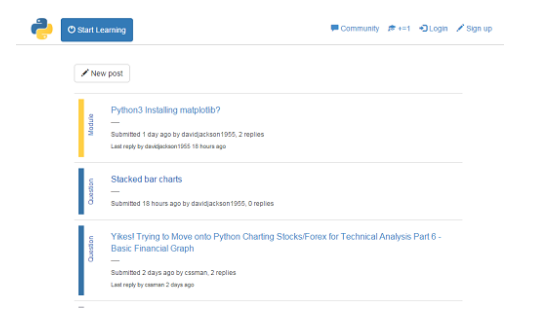 Start Learning
Community
+=1
Login
Sign up
New post
Module
Python3 Installing matplotlib?
—
Submitted 1 day ago by davidjackson1955, 2 replies
Last reply by davidjackson1955 18 hours ago
Question
Stacked bar charts
—
Submitted 18 hours ago by davidjackson1955, 0 replies
Question
Yikes! Trying to Move onto Python Charting Stocks/Forex for Technical Analysis Part 6 -
Basic Financial Graph
—
Submitted 2 days ago by cssman, 2 replies
Last reply by cssman 2 days ago